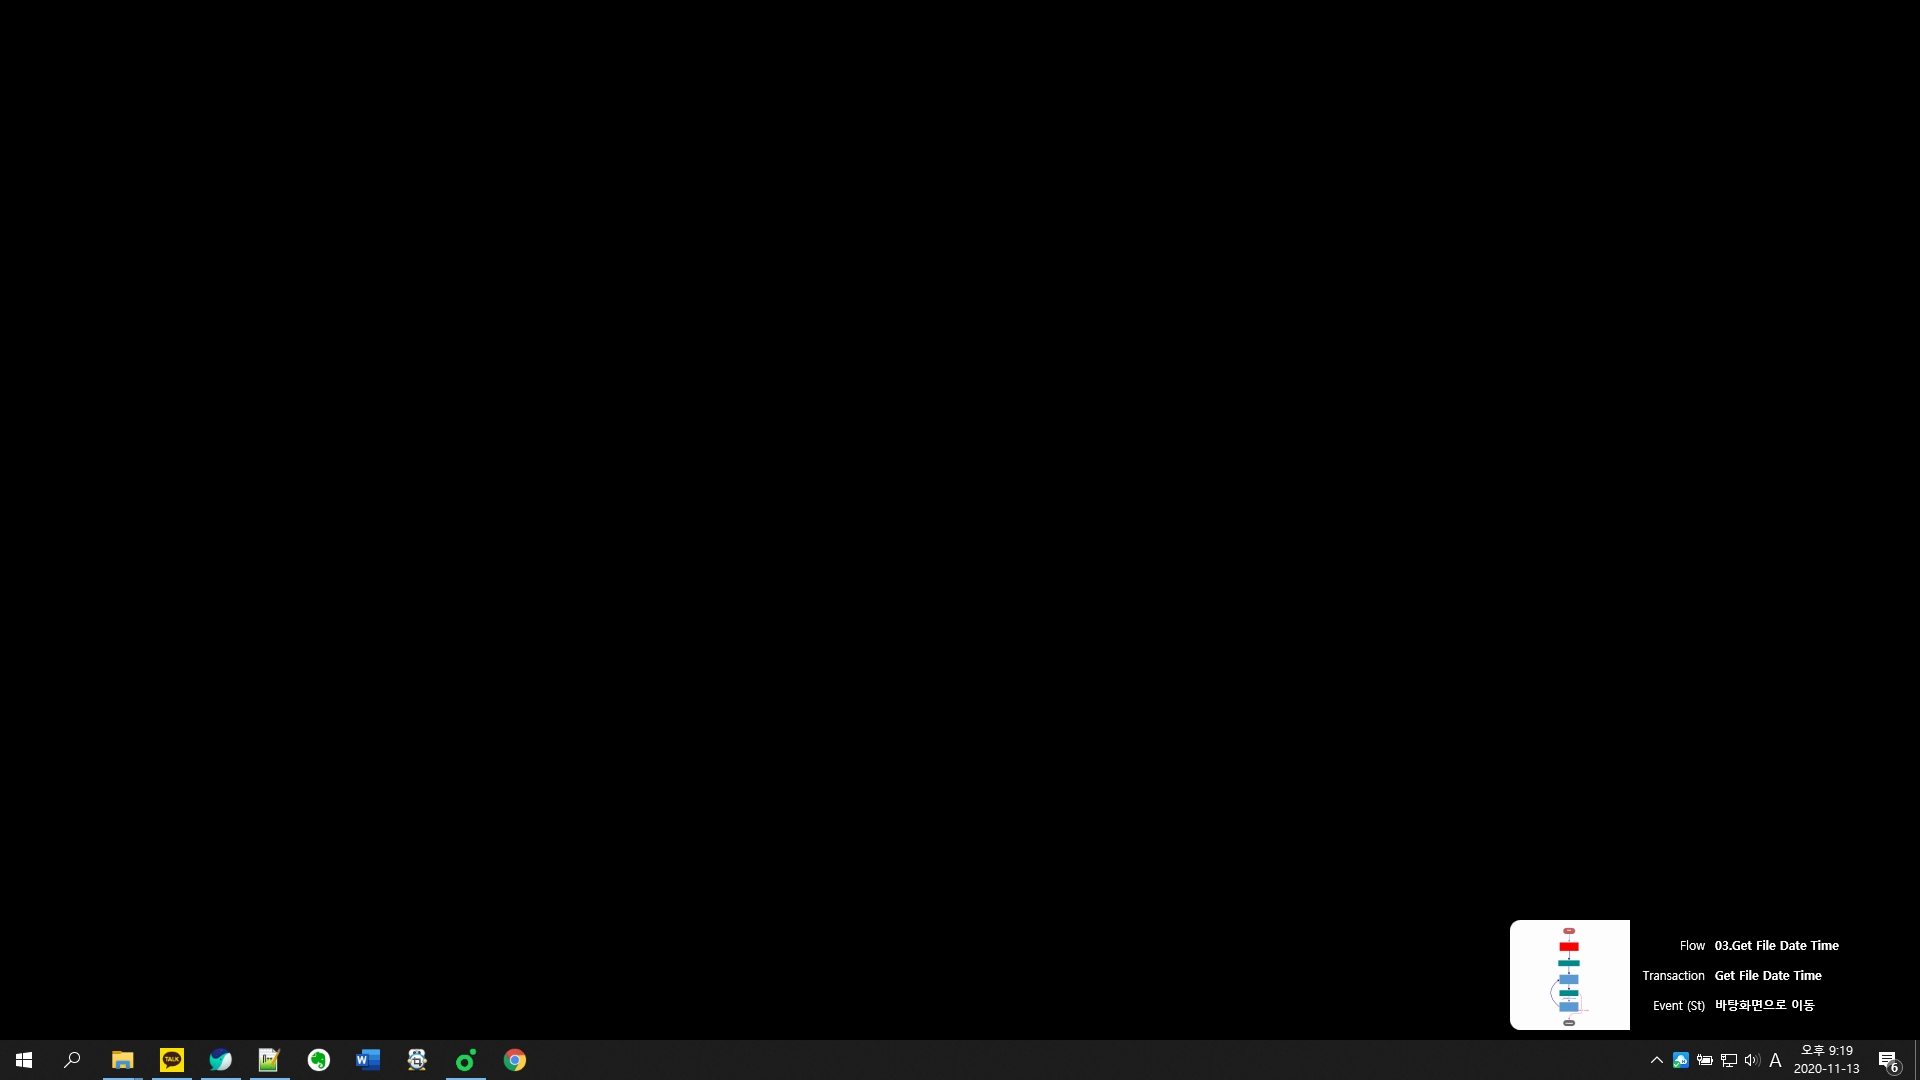 Flow 03.Get File Date Time
Transaction Get File Date Time
Event (St) 바탕화면으로 이동
TALK
W
A
오후 9:19
2020-11-13
6